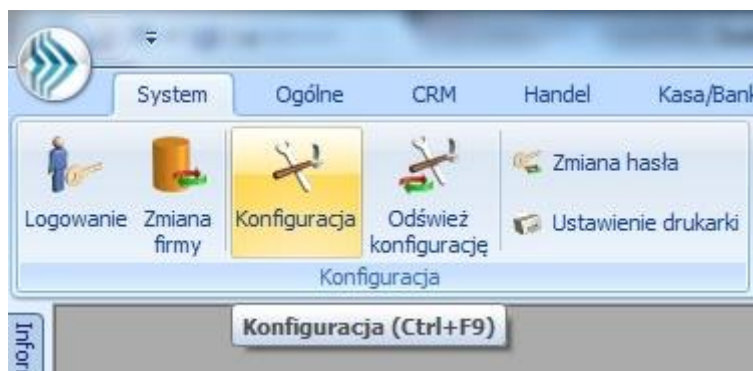 System Ogólne CRM Handel Kasa/Bank
Logowanie
Zmiana
firmy
Konfiguracja
Odśwież
konfigurację
Zmiana hasła
Ustawienie drukarki
Konfiguracja
Konfiguracja (Ctrl+F9)
Infor